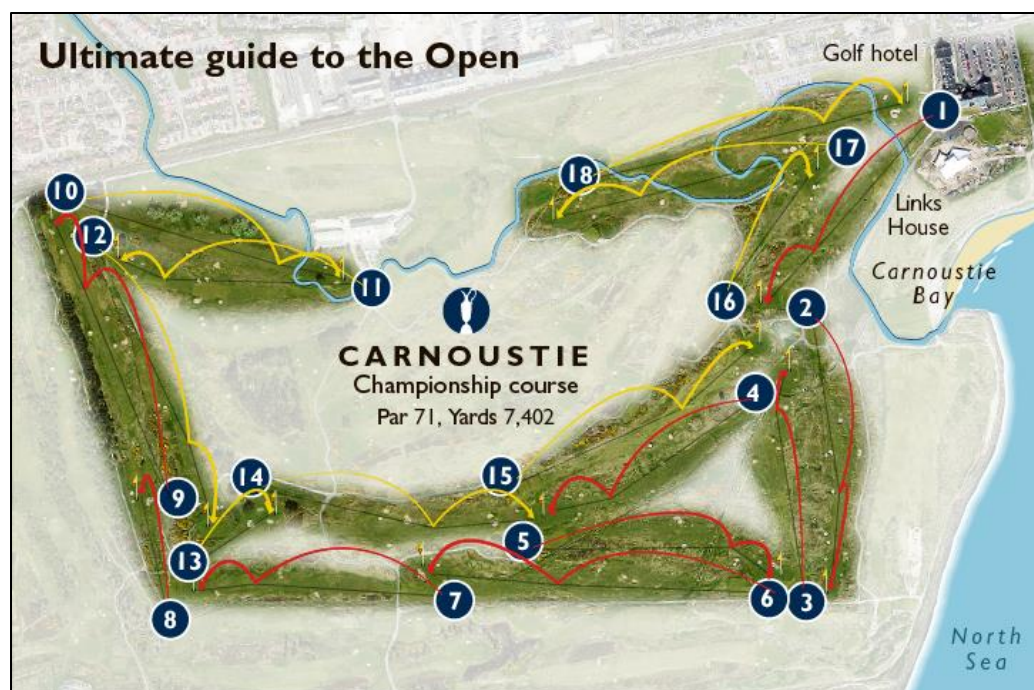 Ultimate guide to the Open
Golf hotel
1
17
18
10
Links
House
12
Carnoustie
Bay
11
16
2
CARNOUSTIE
Championship course
Par 71, Yards 7,402
4
14
15
9
5
13
6
3
7
8
North
Sea